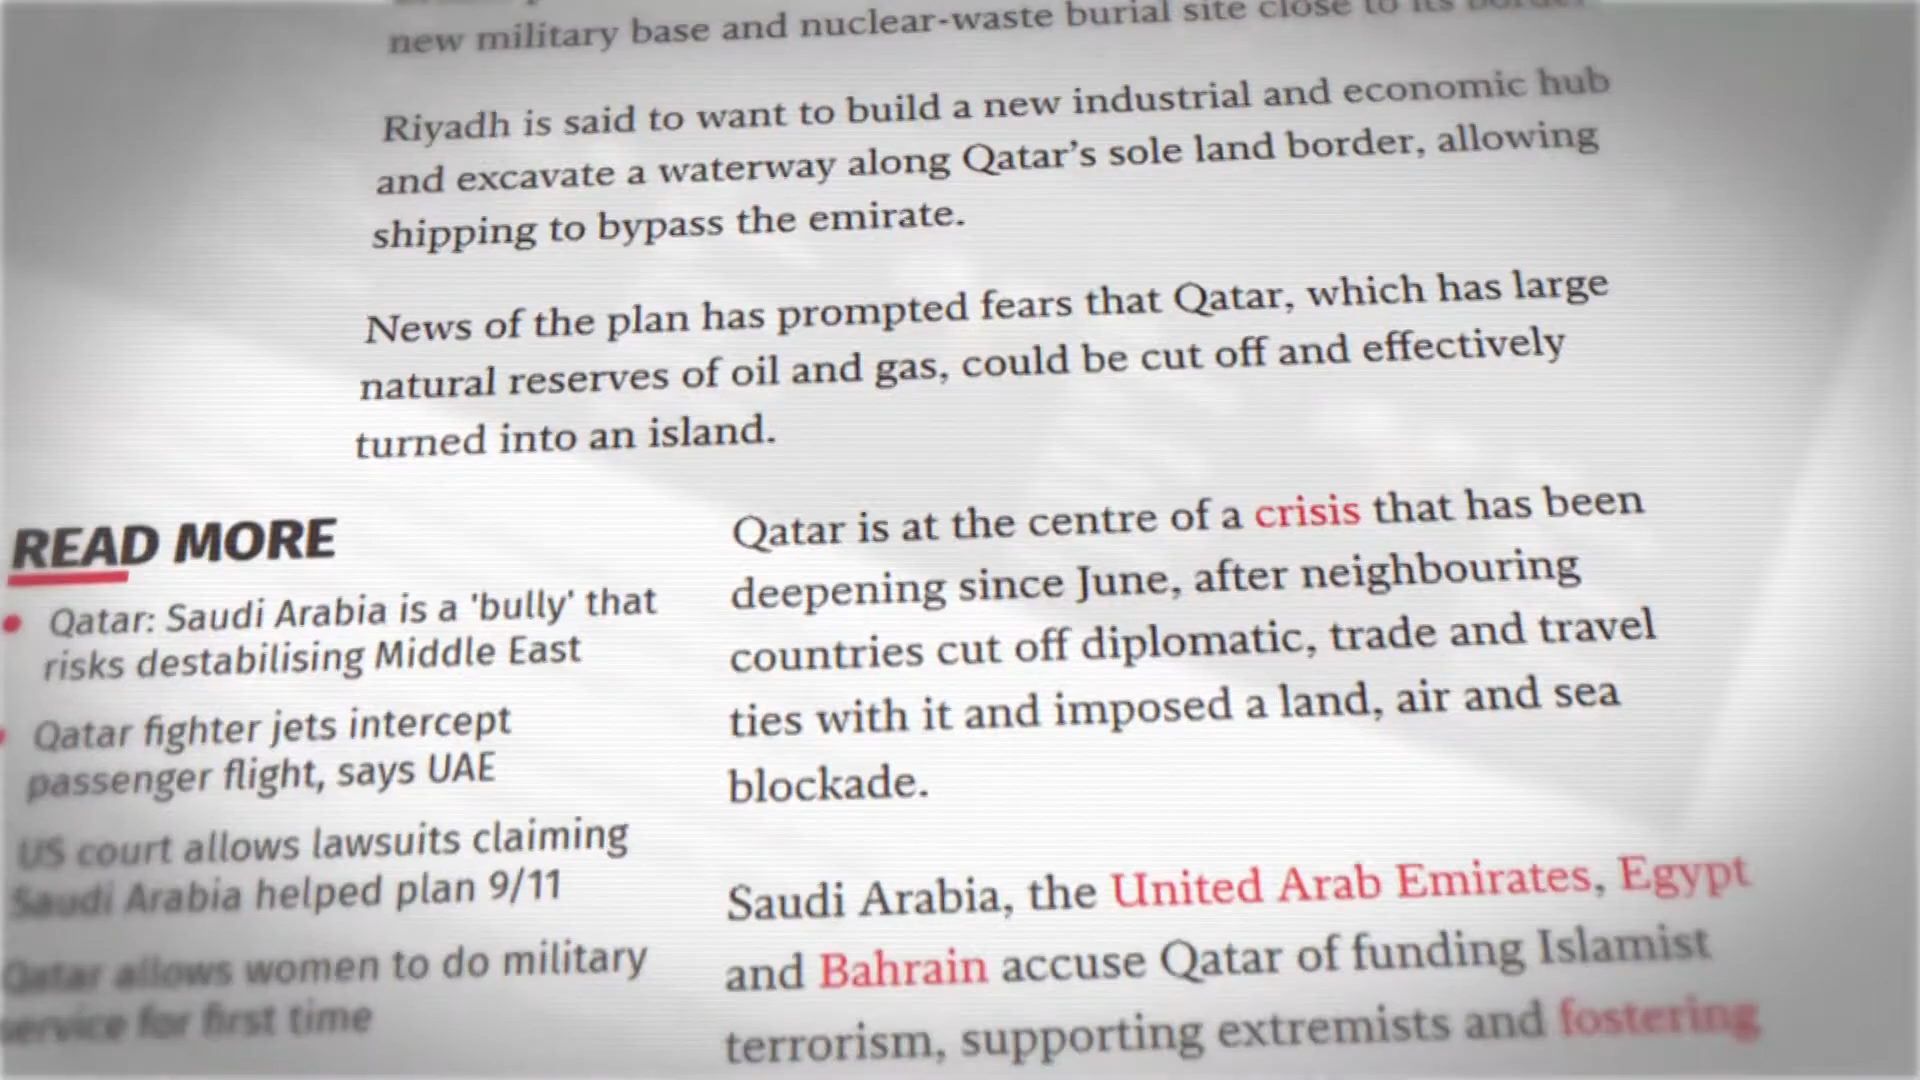 new military base and nuclear-waste burial site close to its border
Riyadh is said to want to build a new industrial and economic hub
and excavate a waterway along Qatar’s sole land border, allowing
shipping to bypass the emirate.
News of the plan has prompted fears that Qatar, which has large
natural reserves of oil and gas, could be cut off and effectively
turned into an island.
READ MORE
Qatar: Saudi Arabia is a 'bully' that
risks destabilising Middle East
Qatar fighter jets intercept
passenger flight, says UAE
US court allows lawsuits claiming
Saudi Arabia helped plan 9/11
Qatar allows women to do military
service for first time
Qatar is at the centre of a crisis that has been
deepening since June, after neighbouring
countries cut off diplomatic, trade and travel
ties with it and imposed a land, air and sea
blockade.
Saudi Arabia, the United Arab Emirates, Egypt
and Bahrain accuse Qatar of funding Islamist
terrorism, supporting extremists and fostering